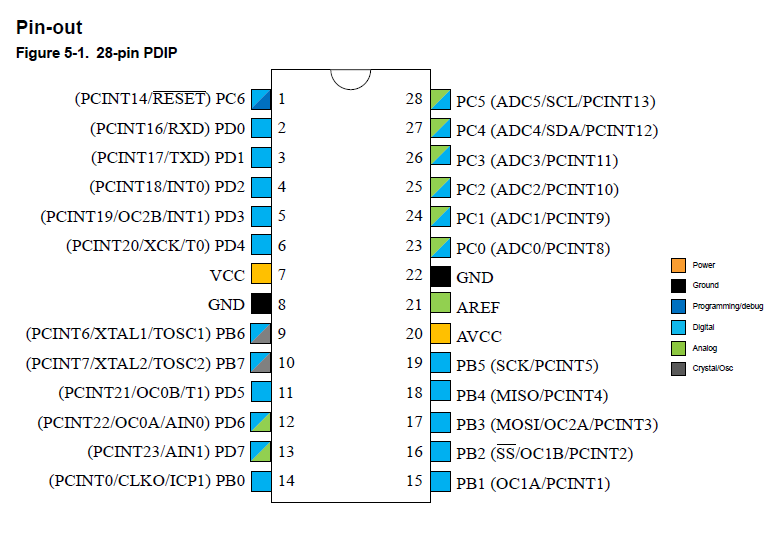 Pin-out
Figure 5-1. 28-pin PDIP
(PCINT14/RESET) PC6 1
(PCINT16/RXD) PD0 2
(PCINT17/TXD) PD1 3
(PCINT18/INT0) PD2 4
(PCINT19/OC2B/INT1) PD3 5
(PCINT20/XCK/T0) PD4 6
VCC 7
GND 8
(PCINT6/XTAL1/TOSC1) PB6 9
(PCINT7/XTAL2/TOSC2) PB7 10
(PCINT21/OC0B/T1) PD5 11
(PCINT22/OC0A/AIN0) PD6 12
(PCINT23/AIN1) PD7 13
(PCINT0/CLKO/ICP1) PB0 14
28 PC5 (ADC5/SCL/PCINT13)
27 PC4 (ADC4/SDA/PCINT12)
26 PC3 (ADC3/PCINT11)
25 PC2 (ADC2/PCINT10)
24 PC1 (ADC1/PCINT9)
23 PC0 (ADC0/PCINT8)
22 GND
21 AREF
20 AVCC
19 PB5 (SCK/PCINT5)
18 PB4 (MISO/PCINT4)
17 PB3 (MOSI/OC2A/PCINT3)
16 PB2 (SS/OC1B/PCINT2)
15 PB1 (OC1A/PCINT1)
Power
Ground
Programming/debug
Digital
Analog
Crystal/Osc